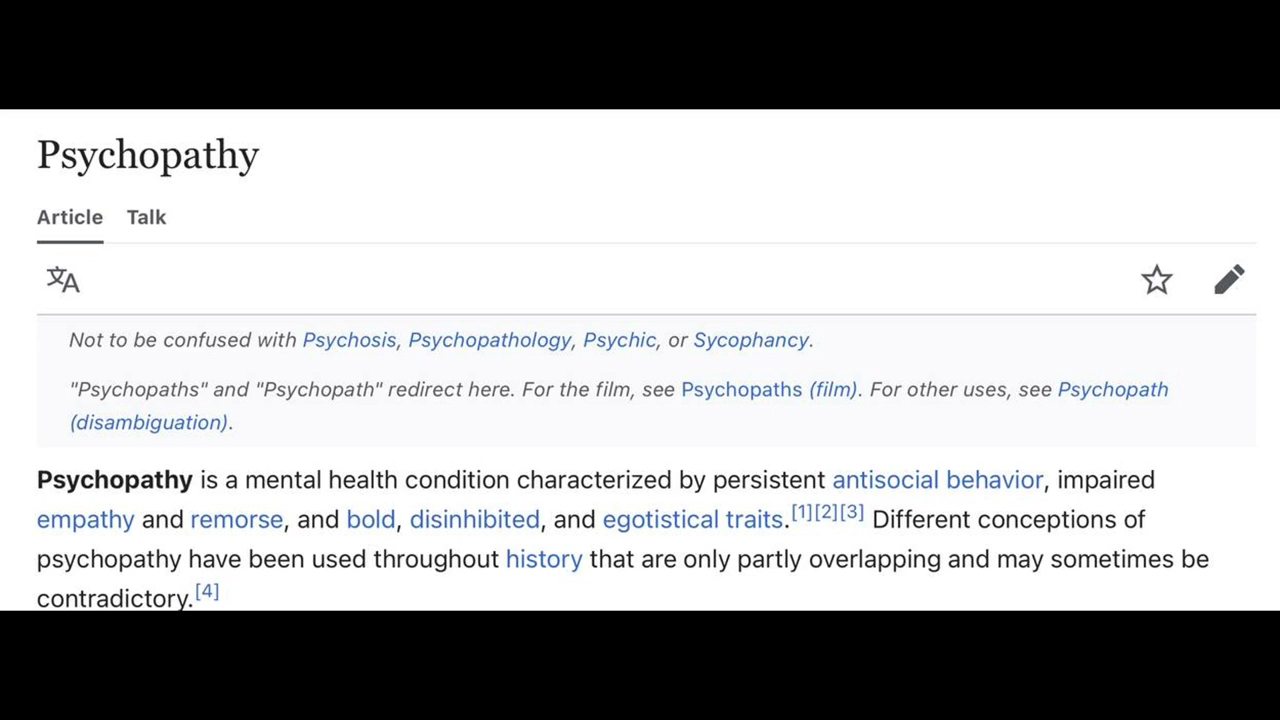 Psychopathy
Article Talk
Not to be confused with Psychosis, Psychopathology, Psychic, or Sycophancy.
"Psychopaths" and "Psychopath" redirect here. For the film, see Psychopaths (film). For other uses, see Psychopath
(disambiguation).
Psychopathy is a mental health condition characterized by persistent antisocial behavior, impaired
empathy and remorse, and bold, disinhibited, and egotistical traits.[1][2][3] Different conceptions of
psychopathy have been used throughout history that are only partly overlapping and may sometimes be
contradictory.[4]